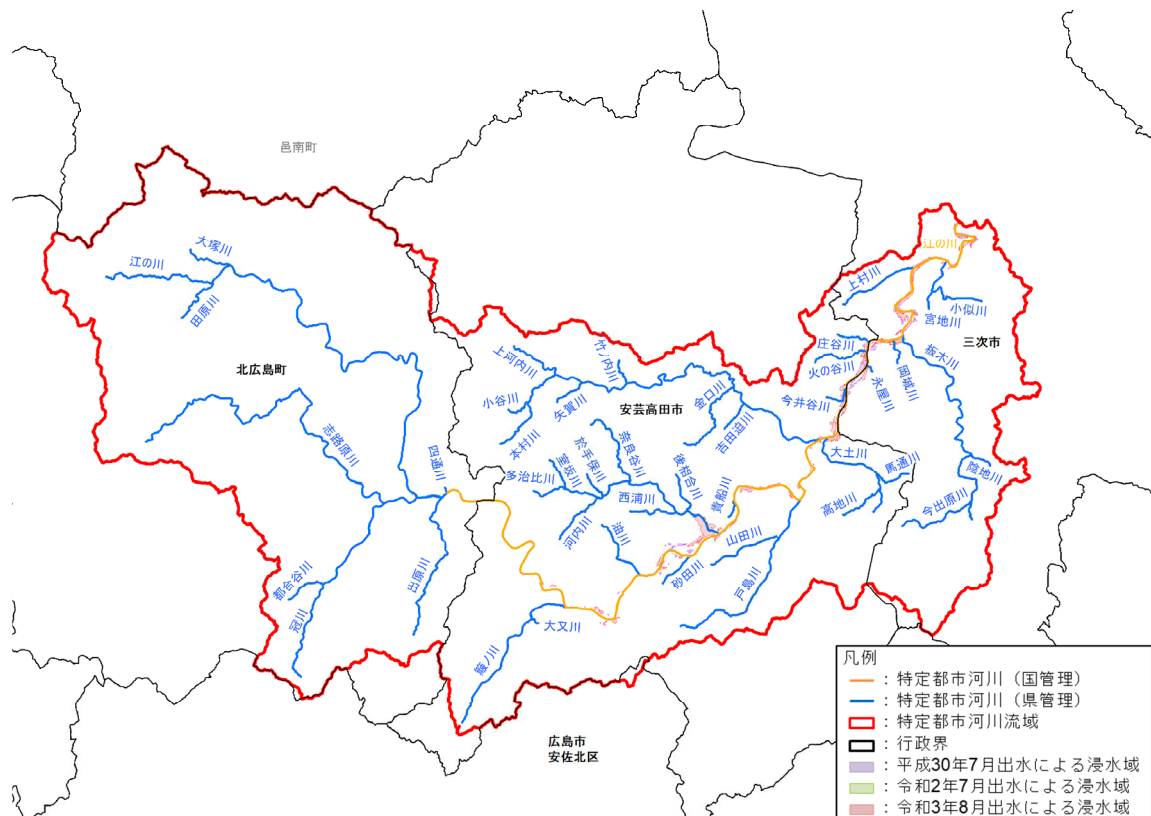 邑南町
大塚川
江の川
田原川
北広島町
志路原川
四通川
都合谷川
冠川
出原川
江の川
上村川
小似川
宮地川
三次市
庄谷川
火の谷川
板木川
岡城川
永屋川
今井谷川
上河内川
竹ノ内川
小谷川
矢賀川
安芸高田市
金口川
吉田迫川
本村川
奈良谷川
於手保川
多治比川
西浦川
後相合川
貴船川
河内川
油川
山田川
砂田川
戸島川
大土川
馬通川
高地川
陰地川
今出原川
大又川
簸ノ川
広島市
安佐北区
凡例
：特定都市河川（国管理）
：特定都市河川（県管理）
：特定都市河川流域
：行政界
：平成30年7月出水による浸水域
：令和2年7月出水による浸水域
：令和3年8月出水による浸水域